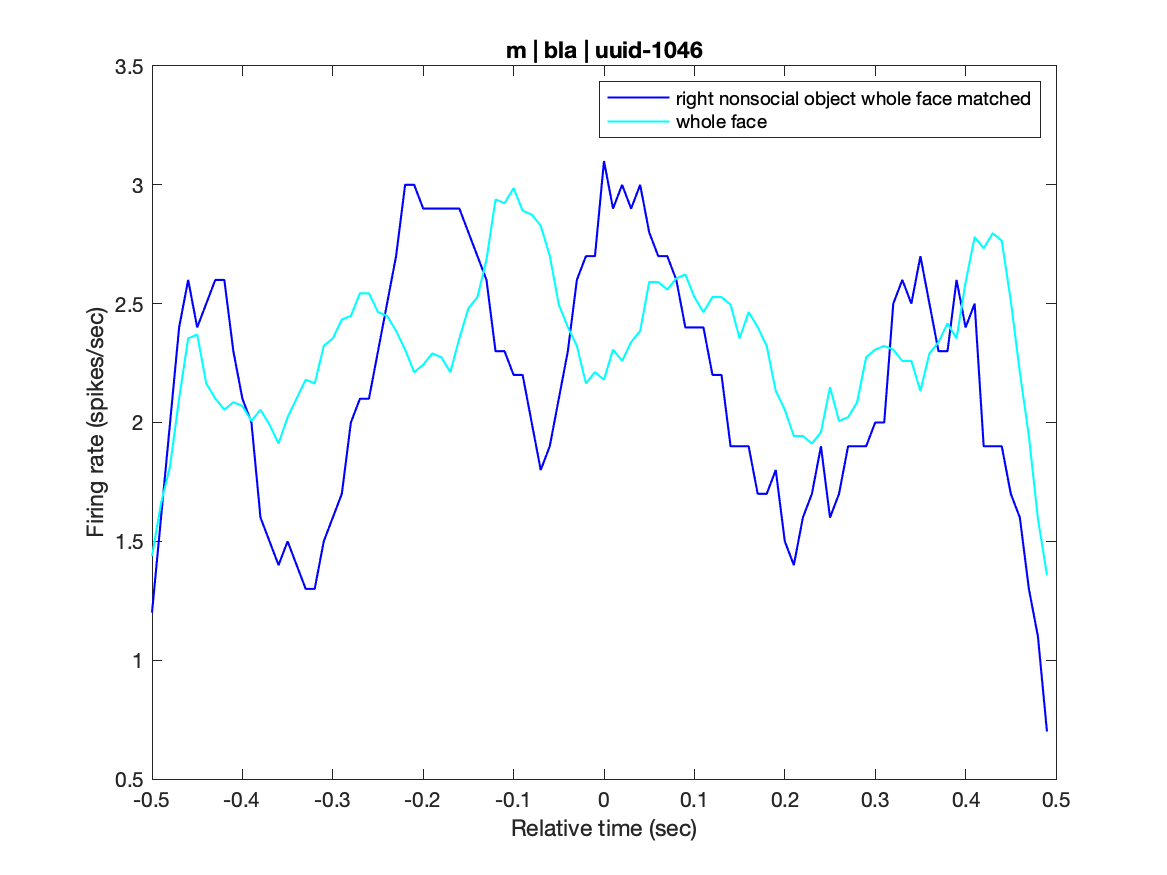 m | bla | uuid-1046
right nonsocial object whole face matched
whole face
Firing rate (spikes/sec)
3.5
3
2.5
2
1.5
1
0.5
-0.5 -0.4 -0.3 -0.2 -0.1 0 0.1 0.2 0.3 0.4 0.5
Relative time (sec)